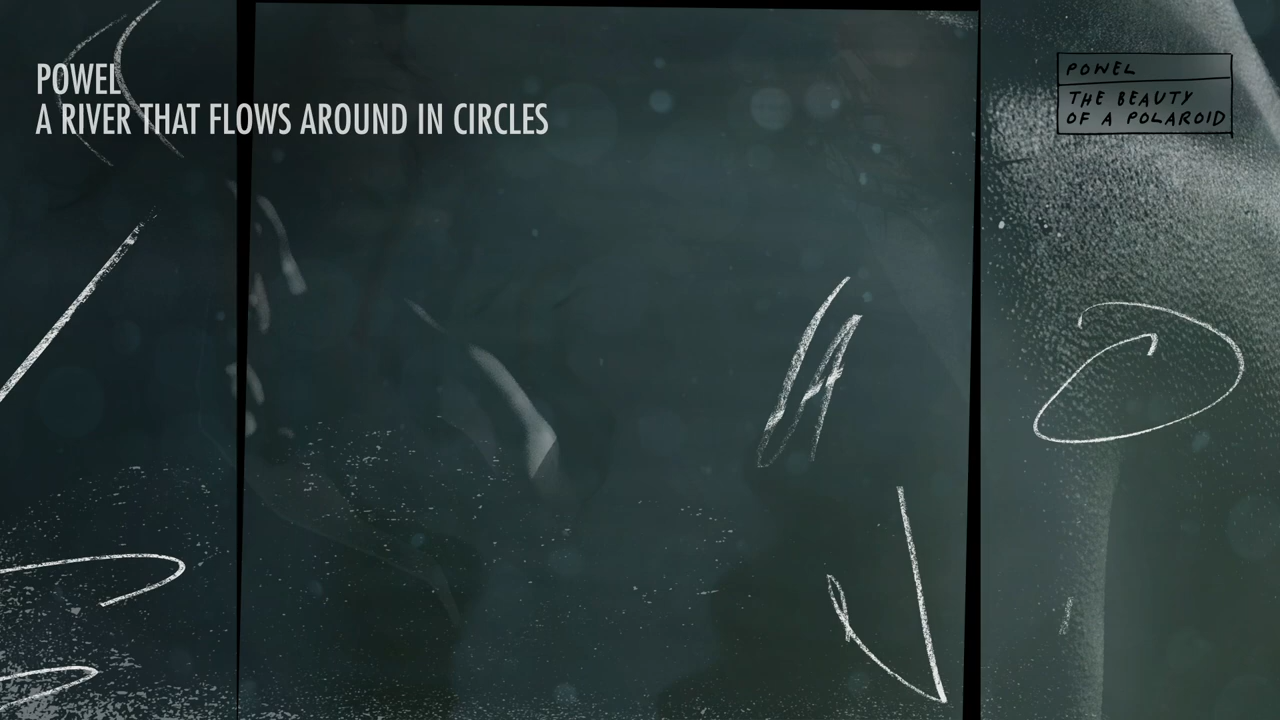 POWEL
A RIVER THAT FLOWS AROUND IN CIRCLES
POWEL
THE BEAUTY
OF A POLAROID